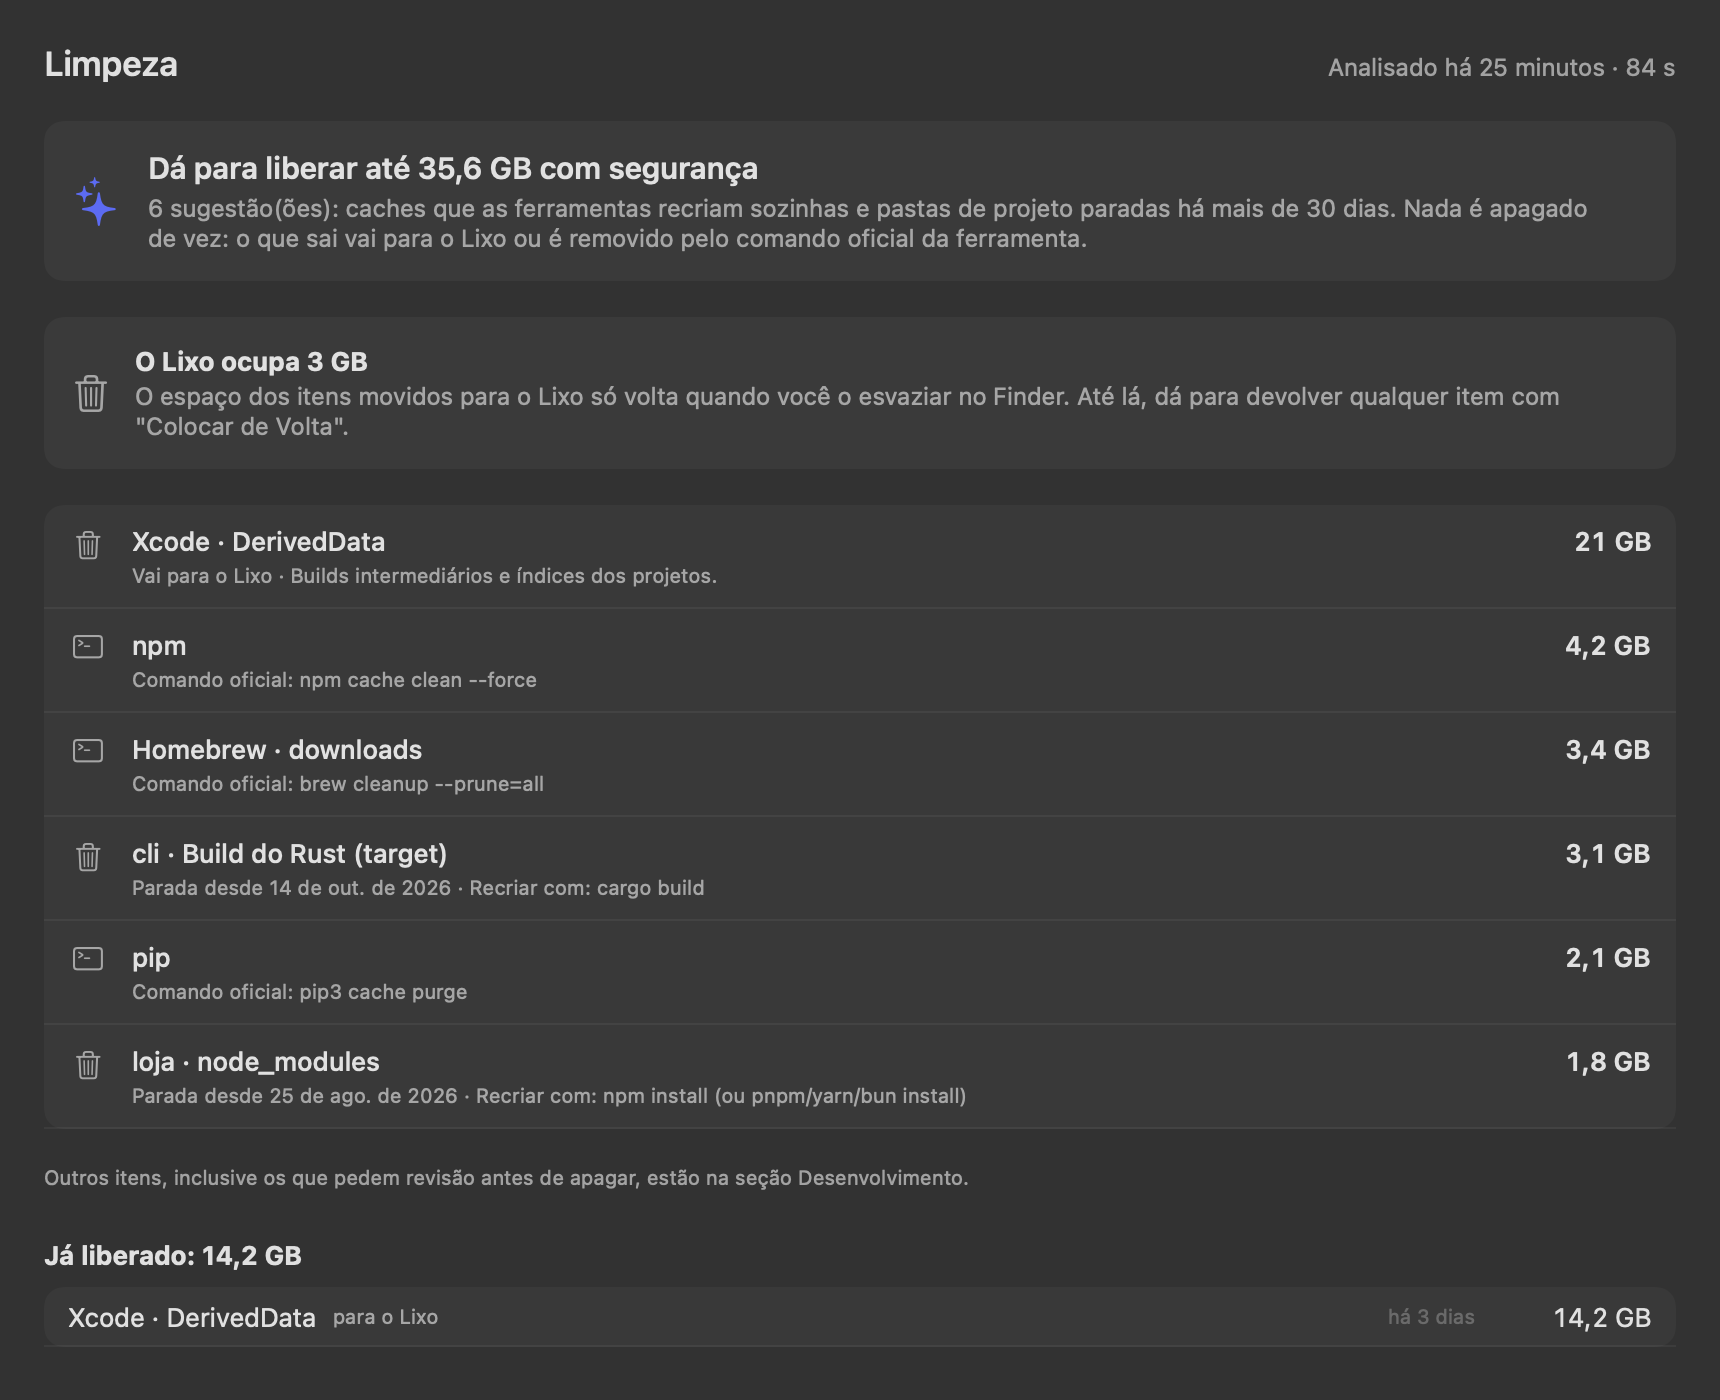 Limpeza
Analisado há 25 minutos · 84 s
Dá para liberar até 35,6 GB com segurança
6 sugestão(ões): caches que as ferramentas recriam sozinhas e pastas de projeto paradas há mais de 30 dias. Nada é apagado
de vez: o que sai vai para o Lixo ou é removido pelo comando oficial da ferramenta.
O Lixo ocupa 3 GB
O espaço dos itens movidos para o Lixo só volta quando você o esvaziar no Finder. Até lá, dá para devolver qualquer item com
"Colocar de Volta".
Xcode · DerivedData
21 GB
Vai para o Lixo · Builds intermediários e índices dos projetos.
npm
4,2 GB
Comando oficial: npm cache clean --force
Homebrew · downloads
3,4 GB
Comando oficial: brew cleanup --prune=all
cli · Build do Rust (target)
3,1 GB
Parada desde 14 de out. de 2026 · Recriar com: cargo build
pip
2,1 GB
Comando oficial: pip3 cache purge
loja · node_modules
1,8 GB
Parada desde 25 de ago. de 2026 · Recriar com: npm install (ou pnpm/yarn/bun install)
Outros itens, inclusive os que pedem revisão antes de apagar, estão na seção Desenvolvimento.
Já liberado: 14,2 GB
Xcode · DerivedData para o Lixo
há 3 dias
14,2 GB